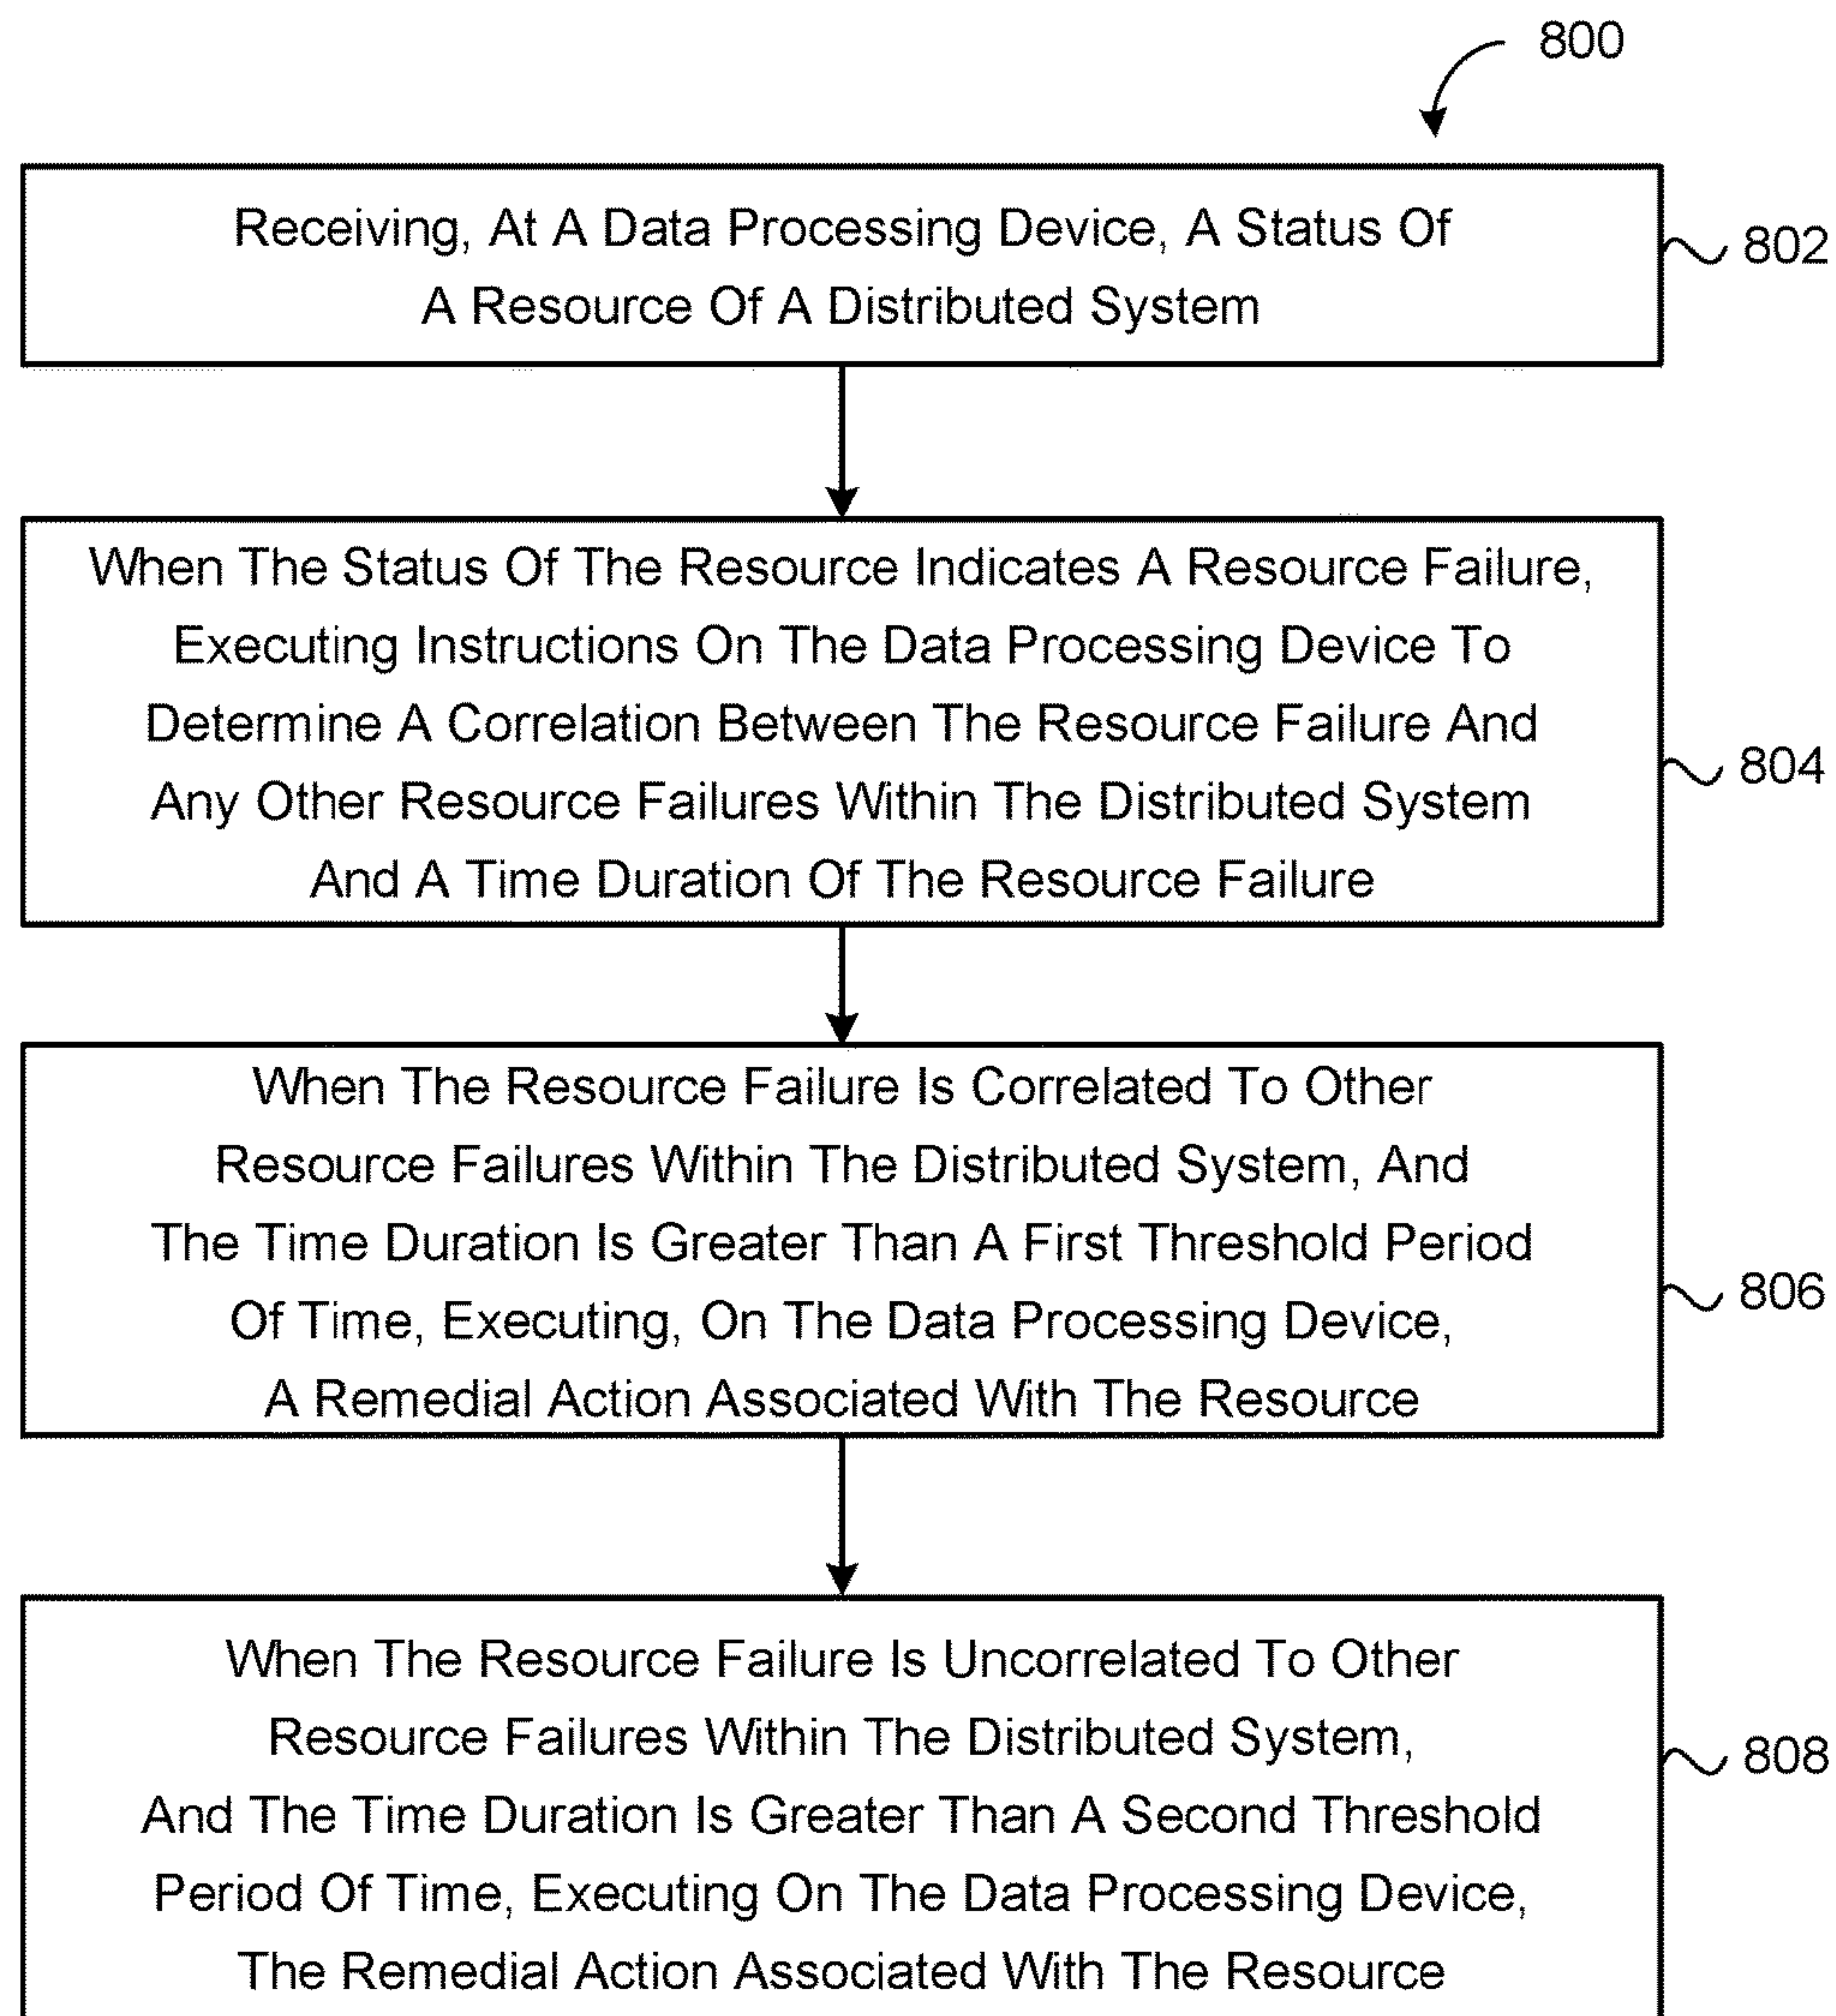 800
Receiving, At A Data Processing Device, A Status Of
A Resource Of A Distributed System
802
When The Status Of The Resource Indicates A Resource Failure,
Executing Instructions On The Data Processing Device To
Determine A Correlation Between The Resource Failure And
Any Other Resource Failures Within The Distributed System
And A Time Duration Of The Resource Failure
804
When The Resource Failure Is Correlated To Other
Resource Failures Within The Distributed System, And
The Time Duration Is Greater Than A First Threshold Period
Of Time, Executing, On The Data Processing Device,
A Remedial Action Associated With The Resource
806
When The Resource Failure Is Uncorrelated To Other
Resource Failures Within The Distributed System,
And The Time Duration Is Greater Than A Second Threshold
Period Of Time, Executing On The Data Processing Device,
The Remedial Action Associated With The Resource
808